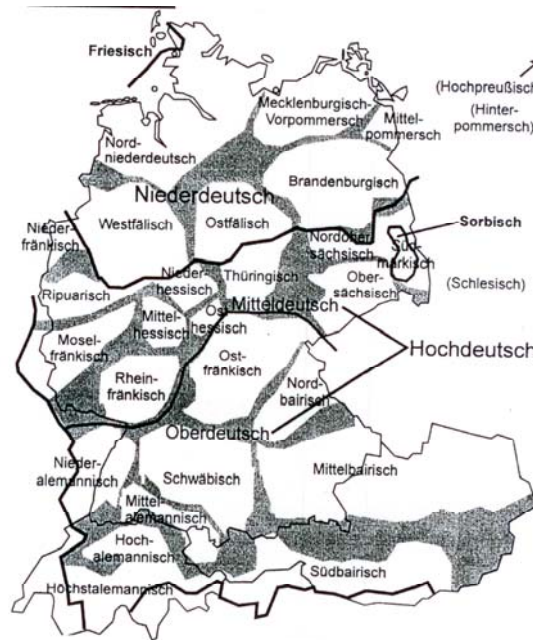 Friesisch
(Hochpreußisch
(Hinter-
pommersch)
Mecklenburgisch-
Vorpommersch
Mittel-
pommersch
Nord-
niederdeutsch
Brandenburgisch
Niederdeutsch
Nieder-
fränkisch
Westfälisch
Ostfälisch
Sorbisch
Nordober-
sächsisch
Süd-
märkisch
Nieder-
hessisch
Thüringisch
Ober-
sächsisch
(Schlesisch)
Ripuarisch
Mitteldeutsch
Mittel-
hessisch
Ost
hessisch
Mosel-
fränkisch
Hochdeutsch
Ost-
fränkisch
Rhein-
fränkisch
Nord-
bairisch
Oberdeutsch
Nieder-
alemannisch
Schwäbisch
Mittelbairisch
Mittel-
alemannisch
Hoch-
alemannisch
Südbairisch
Höchstalemannisch